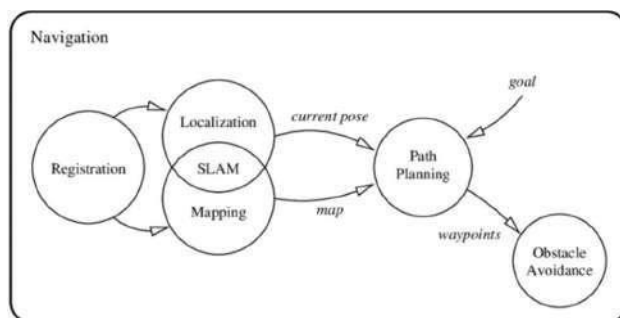 Navigation
goal
Localization
current pose
Registration
SLAM
Path
Planning
Mapping
map
waypoints
Obstacle
Avoidance